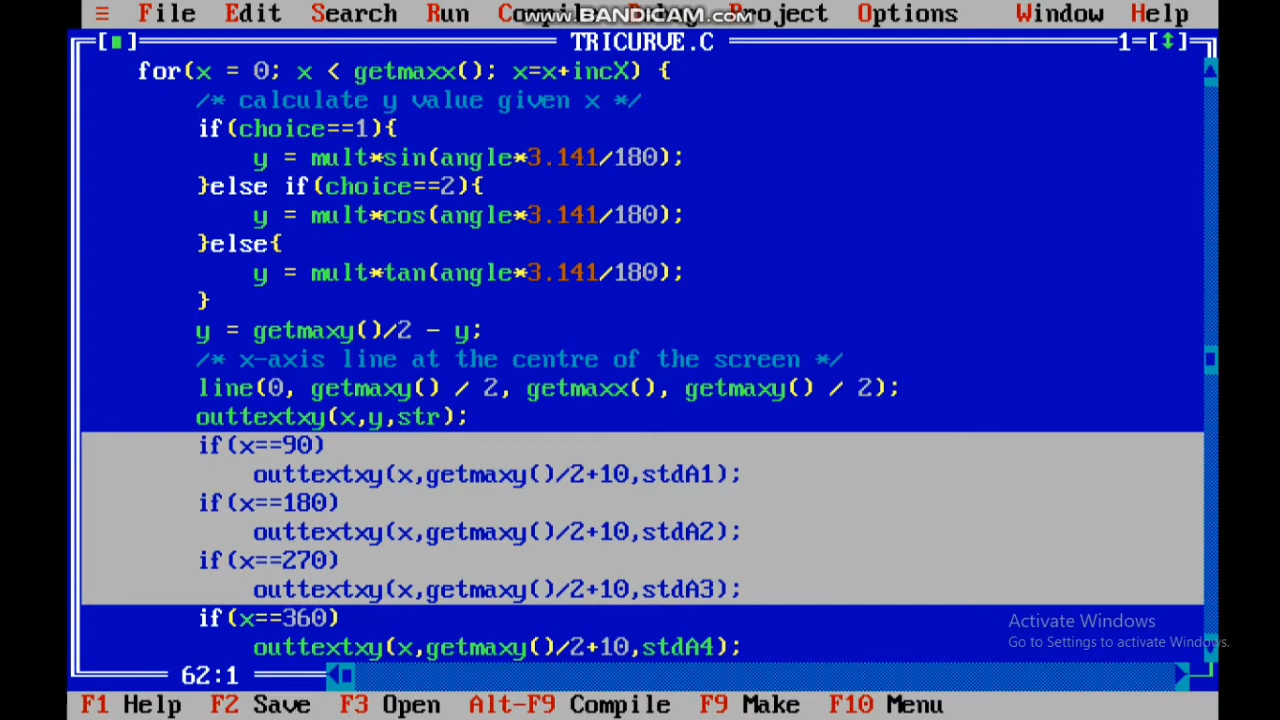 ≡ File Edit Search Run Compile Debug Project Options Window Help
www.BANDICAM.com
[■] TRICURVE.C 1=[↕]
for(x = 0; x < getmaxx(); x=x+incX) {
/* calculate y value given x */
if(choice==1){
y = mult*sin(angle*3.141/180);
}else if(choice==2){
y = mult*cos(angle*3.141/180);
}else{
y = mult*tan(angle*3.141/180);
}
y = getmaxy()/2 - y;
/* x-axis line at the centre of the screen */
line(0, getmaxy() / 2, getmaxx(), getmaxy() / 2);
outtextxy(x,y,str);
if(x==90)
outtextxy(x,getmaxy()/2+10,stdA1);
if(x==180)
outtextxy(x,getmaxy()/2+10,stdA2);
if(x==270)
outtextxy(x,getmaxy()/2+10,stdA3);
if(x==360)
outtextxy(x,getmaxy()/2+10,stdA4);
Activate Windows
Go to Settings to activate Windows.
62:1
F1 Help F2 Save F3 Open Alt-F9 Compile F9 Make F10 Menu